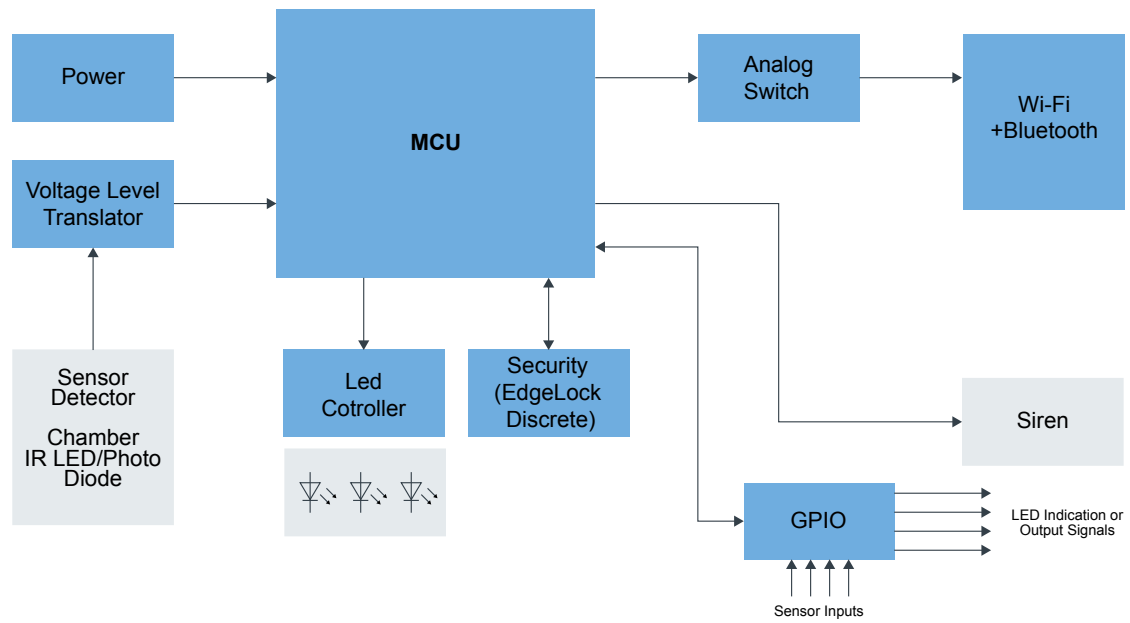 Power
MCU
Analog
Switch
Wi-Fi
+Bluetooth
Voltage Level
Translator
Sensor
Detector
Chamber
IR LED/Photo
Diode
Led
Cotroller
Security
(EdgeLock
Discrete)
Siren
GPIO
LED Indication or
Output Signals
Sensor Inputs